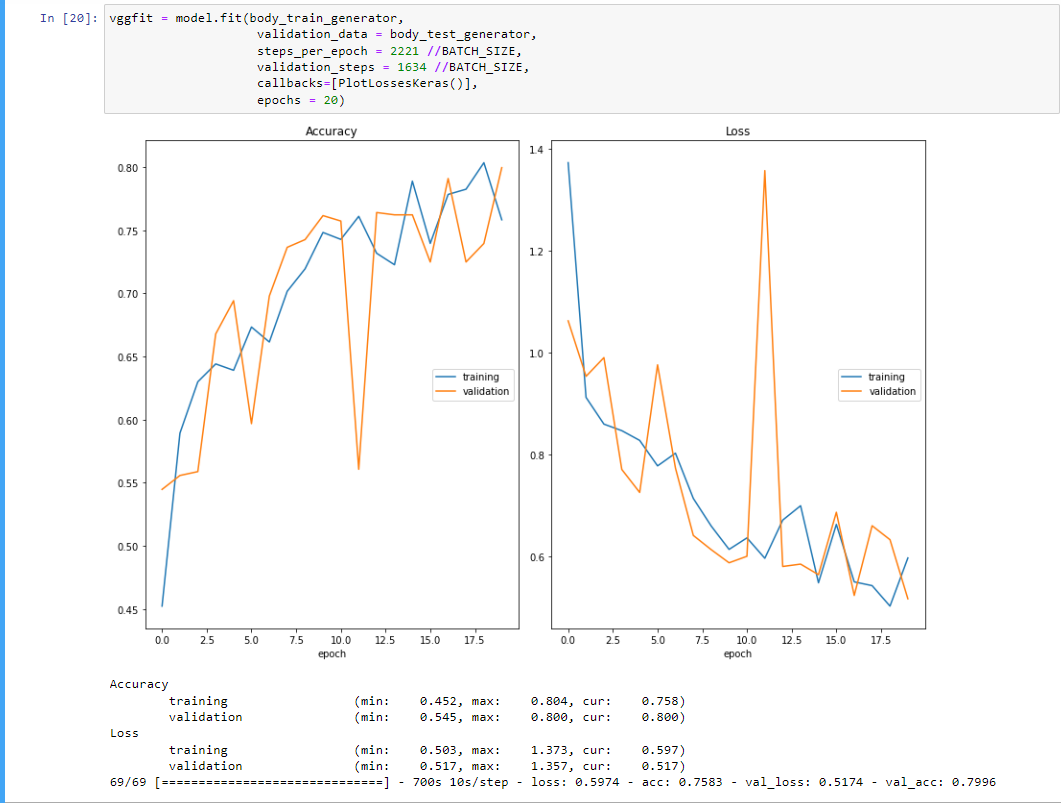 In [20]: vggfit = model.fit(body_train_generator,
validation_data = body_test_generator,
steps_per_epoch = 2221 //BATCH_SIZE,
validation_steps = 1634 //BATCH_SIZE,
callbacks=[PlotLossesKeras()],
epochs = 20)
Accuracy
0.80
0.75
0.70
0.65
0.60
0.55
0.50
0.45
training
validation
0.0 2.5 5.0 7.5 10.0 12.5 15.0 17.5
epoch
Loss
1.4
1.2
1.0
0.8
0.6
training
validation
0.0 2.5 5.0 7.5 10.0 12.5 15.0 17.5
epoch
Accuracy
training (min: 0.452, max: 0.804, cur: 0.758)
validation (min: 0.545, max: 0.800, cur: 0.800)
Loss
training (min: 0.503, max: 1.373, cur: 0.597)
validation (min: 0.517, max: 1.357, cur: 0.517)
69/69 [==============================] - 700s 10s/step - loss: 0.5974 - acc: 0.7583 - val_loss: 0.5174 - val_acc: 0.7996